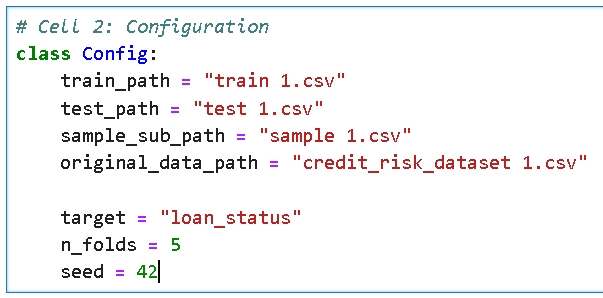 # Cell 2: Configuration
class Config:
    train_path = "train 1.csv"
    test_path = "test 1.csv"
    sample_sub_path = "sample 1.csv"
    original_data_path = "credit_risk_dataset 1.csv"

    target = "loan_status"
    n_folds = 5
    seed = 42